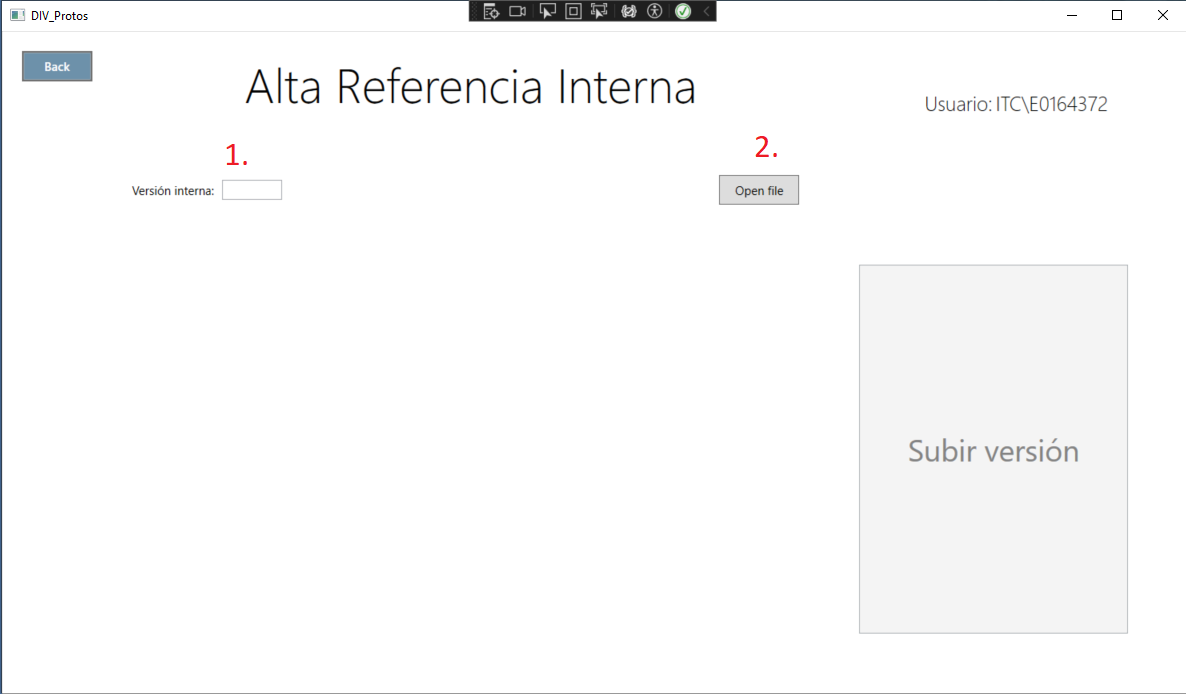 DIV_Protos
Back
Alta Referencia Interna
Usuario: ITC\E0164372
1.
2.
Versión interna:
Open file
Subir versión